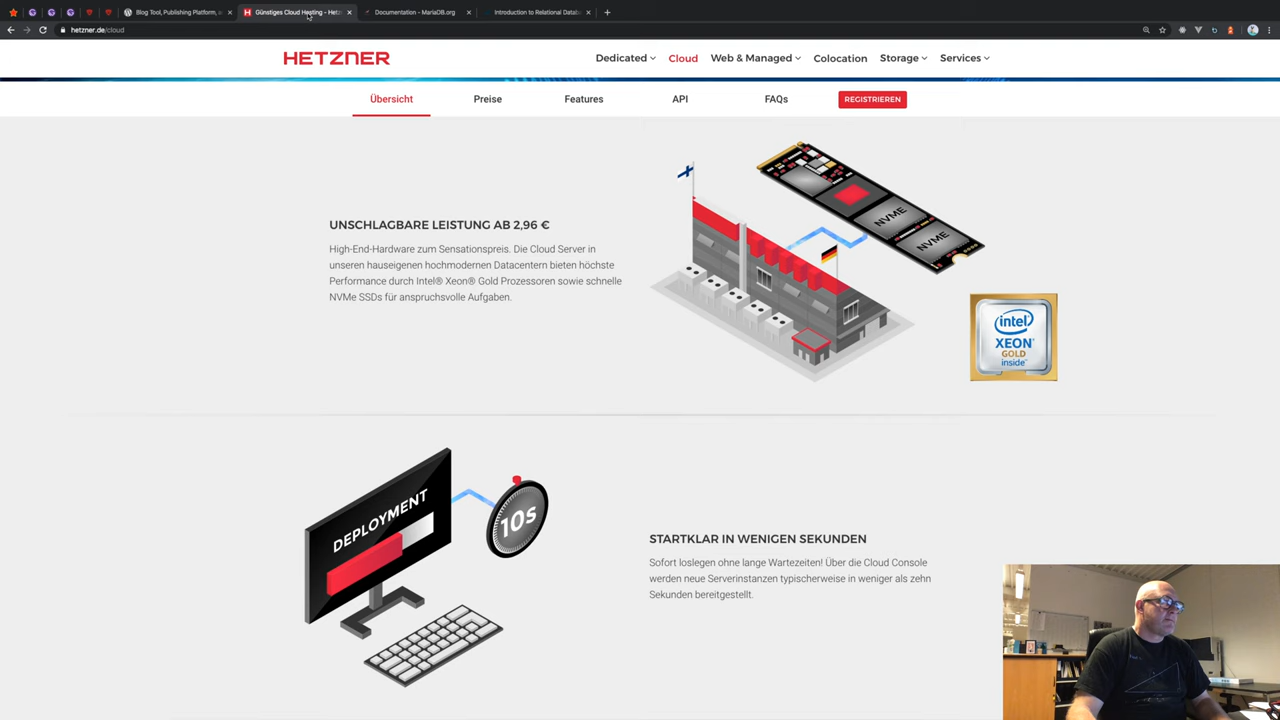 Blog Tool, Publishing Platform, a
Günstiges Cloud Hosting - Hetz
Documentation - MariaDB.org
Introduction to Relational Datab
hetzner.de/cloud
HETZNER
Dedicated
Cloud
Web & Managed
Colocation
Storage
Services
Übersicht
Preise
Features
API
FAQs
REGISTRIEREN
UNSCHLAGBARE LEISTUNG AB 2,96 €
High-End-Hardware zum Sensationspreis. Die Cloud Server in
unseren hauseigenen hochmodernen Datacentern bieten höchste
Performance durch Intel® Xeon® Gold Prozessoren sowie schnelle
NVMe SSDs für anspruchsvolle Aufgaben.
NVME
NVME
intel
XEON
GOLD
inside
DEPLOYMENT
10s
STARTKLAR IN WENIGEN SEKUNDEN
Sofort loslegen ohne lange Wartezeiten! Über die Cloud Console
werden neue Serverinstanzen typischerweise in weniger als zehn
Sekunden bereitgestellt.